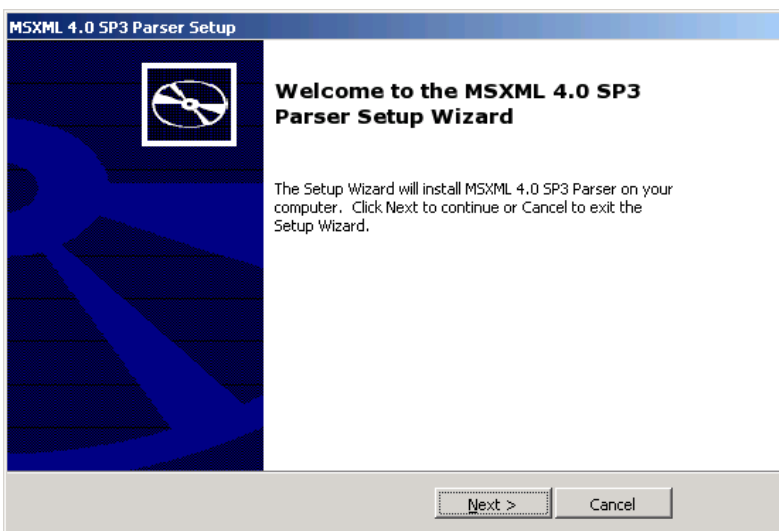 MSXML 4.0 SP3 Parser Setup
Welcome to the MSXML 4.0 SP3
Parser Setup Wizard
The Setup Wizard will install MSXML 4.0 SP3 Parser on your
computer. Click Next to continue or Cancel to exit the
Setup Wizard.
Next >
Cancel